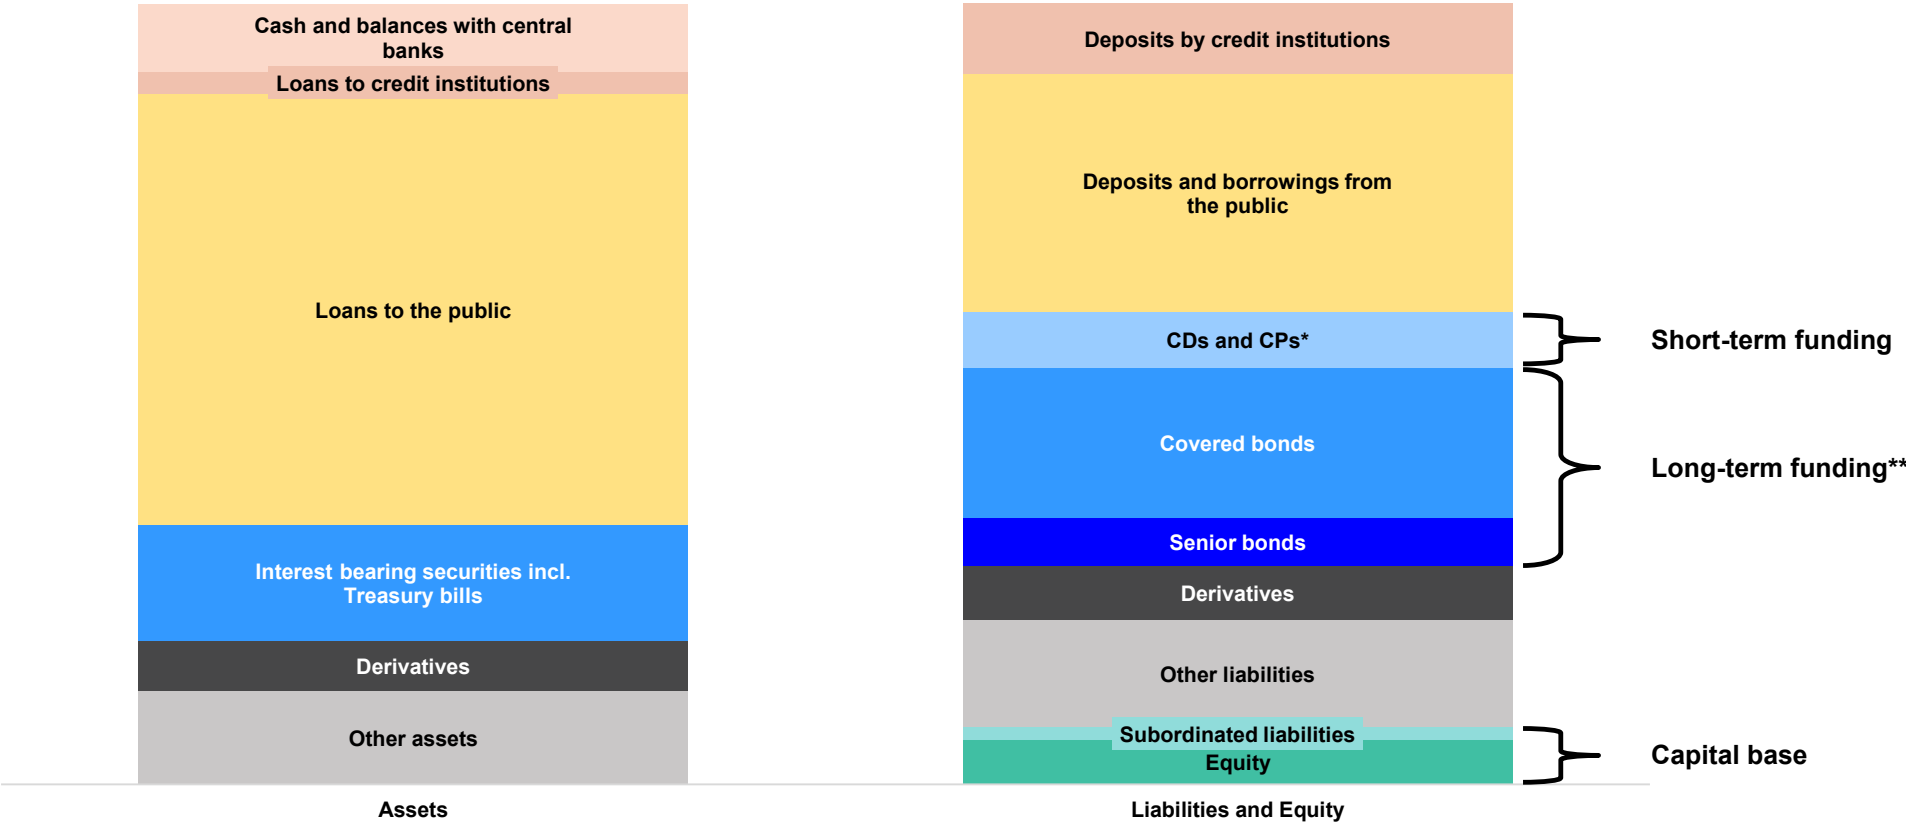 Cash and balances with central
banks
Loans to credit institutions
Loans to the public
Interest bearing securities incl.
Treasury bills
Derivatives
Other assets
Assets
Deposits by credit institutions
Deposits and borrowings from
the public
CDs and CPs*
Covered bonds
Senior bonds
Derivatives
Other liabilities
Subordinated liabilities
Equity
Liabilities and Equity
Short-term funding
Long-term funding**
Capital base